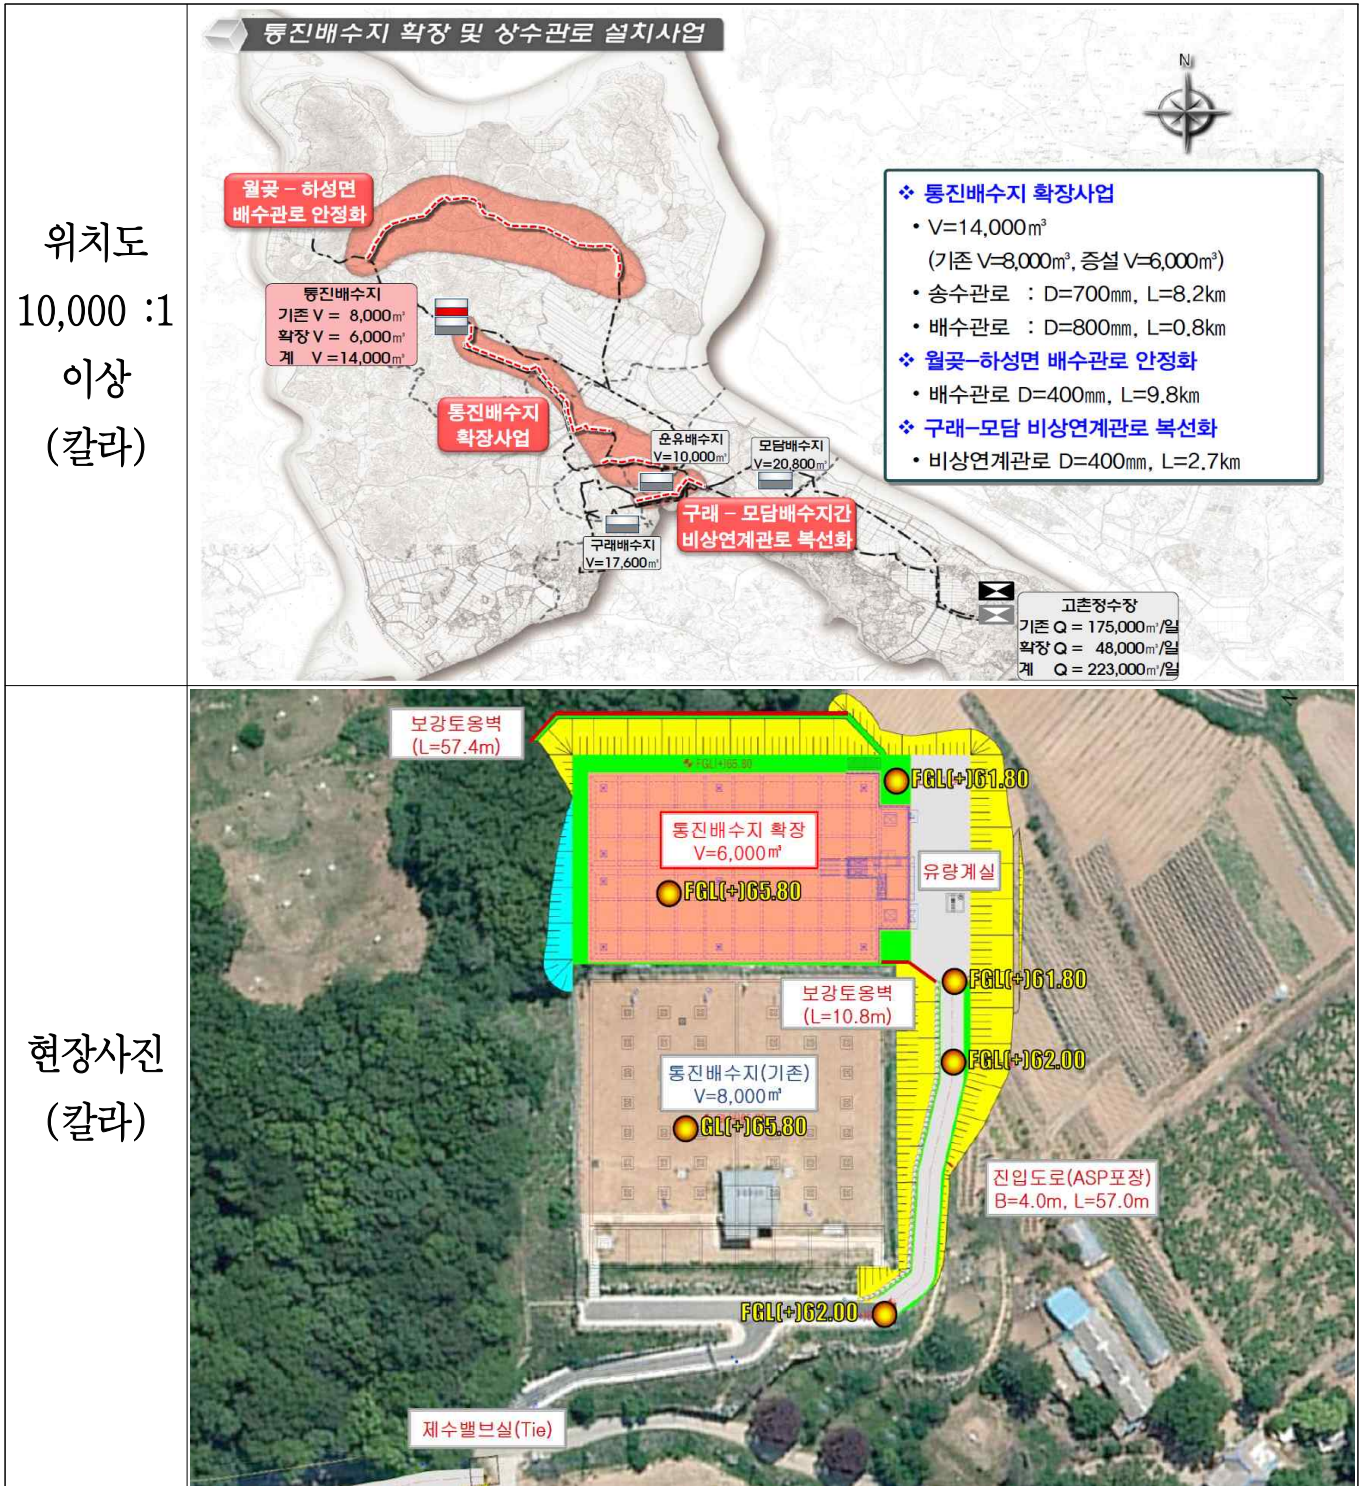 위치도
10,000 :1
이상
(칼라)
통진배수지 확장 및 상수관로 설치사업
N
월곶 – 하성면
배수관로 안정화
통진배수지
기존 V = 8,000㎥
확장 V = 6,000㎥
계 V =14,000㎥
통진배수지
확장사업
운유배수지
V=10,000㎥
모담배수지
V=20,800㎥
구래 – 모담배수지간
비상연계관로 복선화
구래배수지
V=17,600㎥
고촌정수장
기존 Q = 175,000㎥/일
확장 Q = 48,000㎥/일
계 Q = 223,000㎥/일
❖ 통진배수지 확장사업
• V=14,000㎥
(기존 V=8,000㎥, 증설 V=6,000㎥)
• 송수관로 : D=700㎜, L=8.2km
• 배수관로 : D=800㎜, L=0.8km
❖ 월곶–하성면 배수관로 안정화
• 배수관로 D=400㎜, L=9.8km
❖ 구래–모담 비상연계관로 복선화
• 비상연계관로 D=400㎜, L=2.7km
현장사진
(칼라)
보강토옹벽
(L=57.4m)
FGL(+)65.80
FGL(+)61.80
통진배수지 확장
V=6,000㎥
유량계실
FGL(+)65.80
FGL(+)61.80
보강토옹벽
(L=10.8m)
FGL(+)62.00
통진배수지(기존)
V=8,000㎥
GL(+)65.80
진입도로(ASP포장)
B=4.0m, L=57.0m
FGL(+)62.00
제수밸브실(Tie)